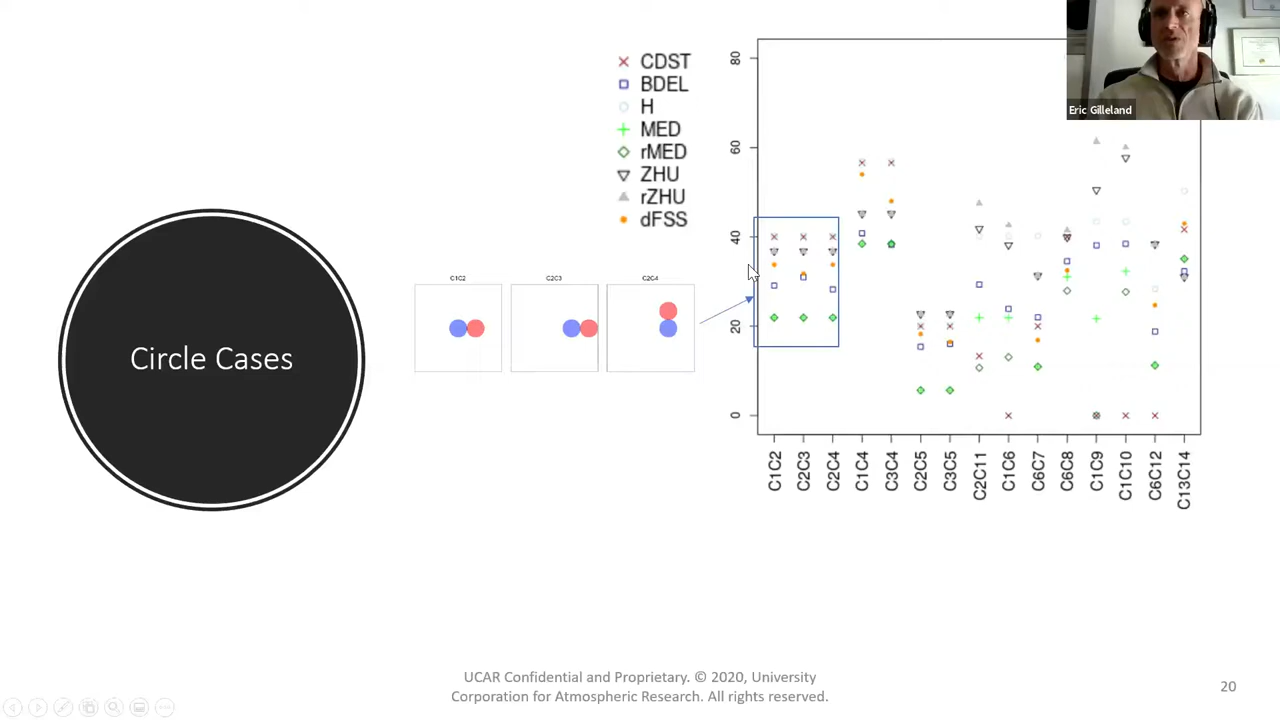 Circle Cases
C1C2
C2C3
C2C4
CDST
BDEL
H
MED
rMED
ZHU
rZHU
dFSS
80
60
40
20
0
C1C2
C2C3
C2C4
C1C4
C3C4
C2C5
C3C5
C2C11
C1C6
C6C7
C6C8
C1C9
C1C10
C6C12
C13C14
Eric Gilleland
UCAR Confidential and Proprietary. © 2020, University
Corporation for Atmospheric Research. All rights reserved.
20